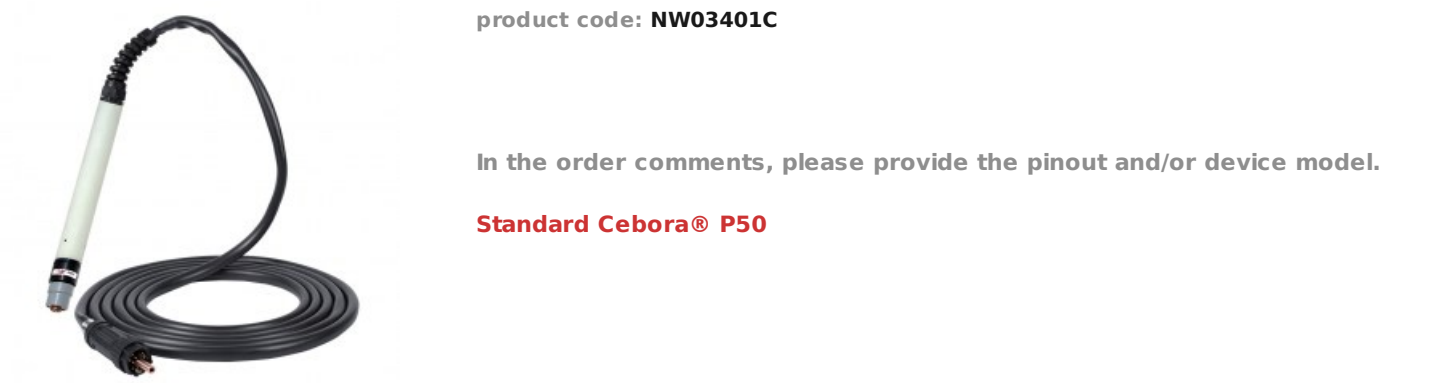 product code: NW03401C
In the order comments, please provide the pinout and/or device model.
Standard Cebora® P50